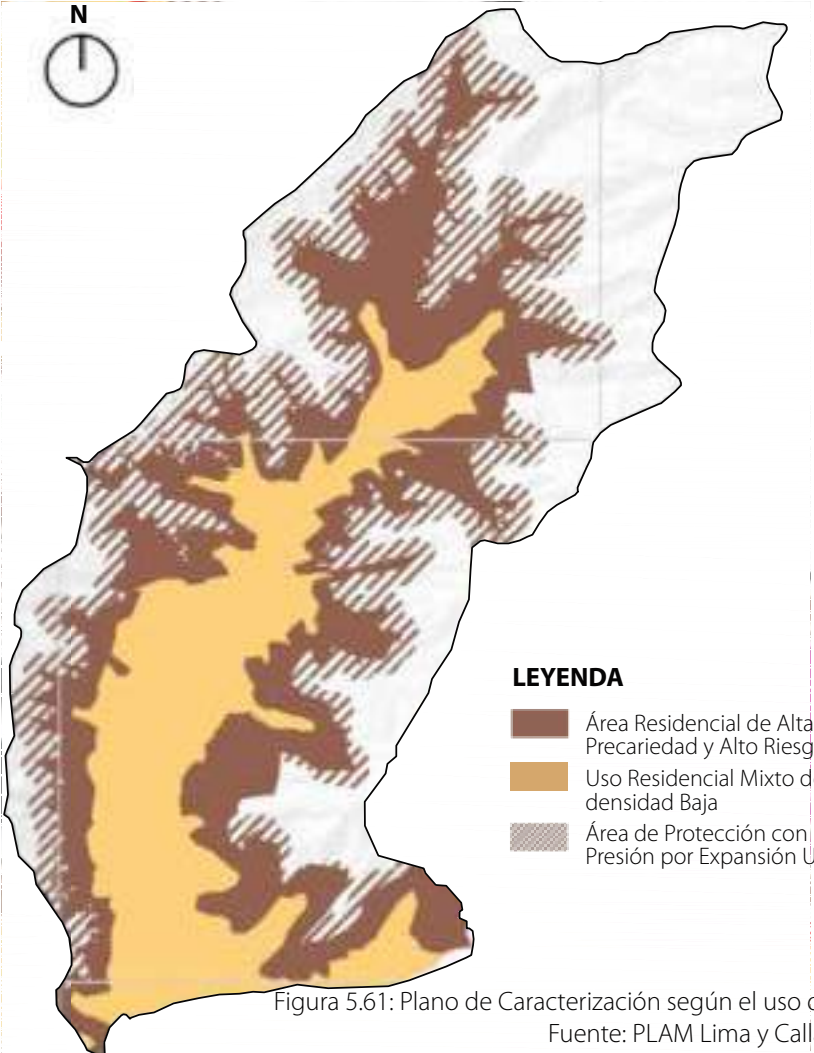 N
LEYENDA
Área Residencial de Alta
Precariedad y Alto Riesg
Uso Residencial Mixto d
densidad Baja
Área de Protección con
Presión por Expansión U
Figura 5.61: Plano de Caracterización según el uso
Fuente: PLAM Lima y Call